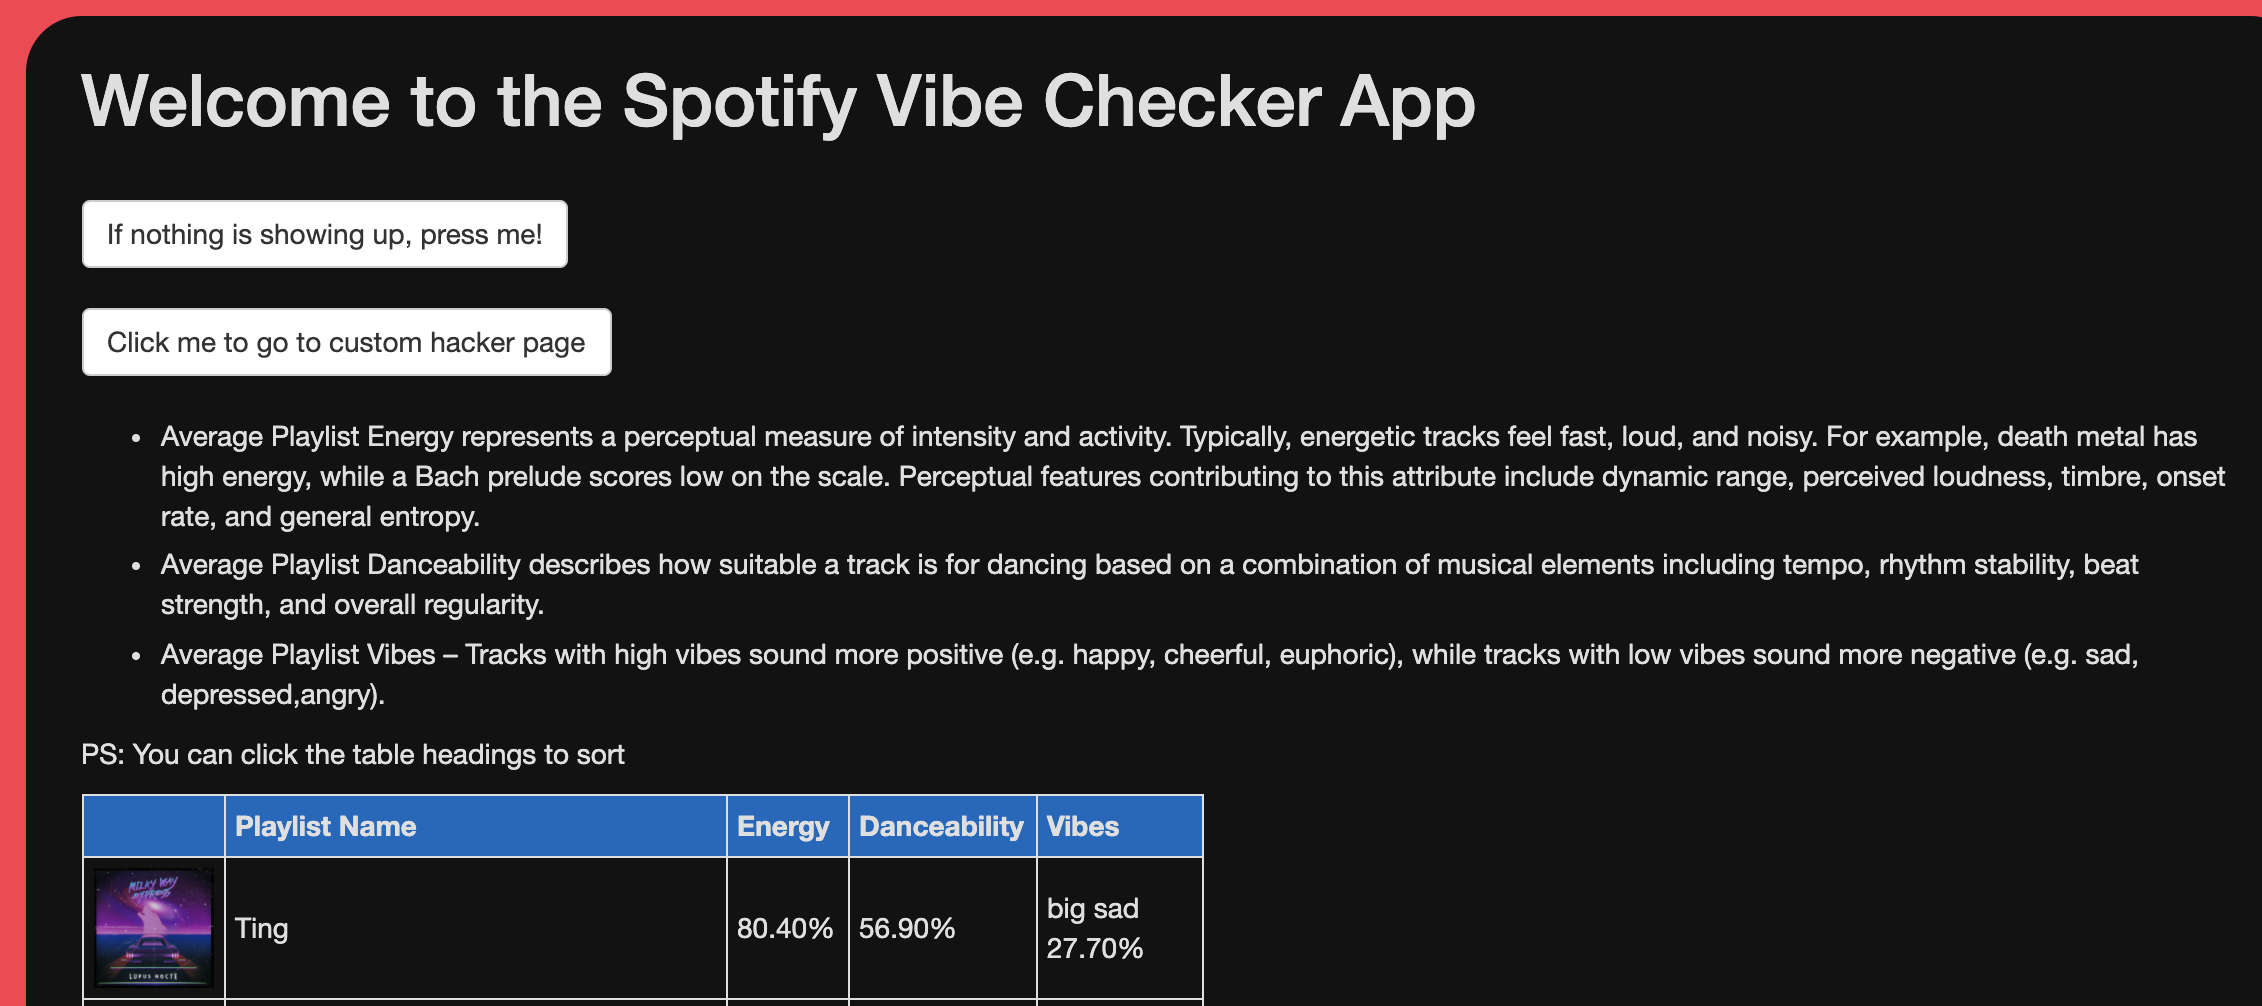 Welcome to the Spotify Vibe Checker App
If nothing is showing up, press me!
Click me to go to custom hacker page
• Average Playlist Energy represents a perceptual measure of intensity and activity. Typically, energetic tracks feel fast, loud, and noisy. For example, death metal has
high energy, while a Bach prelude scores low on the scale. Perceptual features contributing to this attribute include dynamic range, perceived loudness, timbre, onset
rate, and general entropy.
• Average Playlist Danceability describes how suitable a track is for dancing based on a combination of musical elements including tempo, rhythm stability, beat
strength, and overall regularity.
• Average Playlist Vibes – Tracks with high vibes sound more positive (e.g. happy, cheerful, euphoric), while tracks with low vibes sound more negative (e.g. sad,
depressed,angry).
PS: You can click the table headings to sort
Playlist Name Energy Danceability Vibes
MILKY WAY
EXPRESS
LUPUS NOCTE
Ting 80.40% 56.90% big sad
27.70%